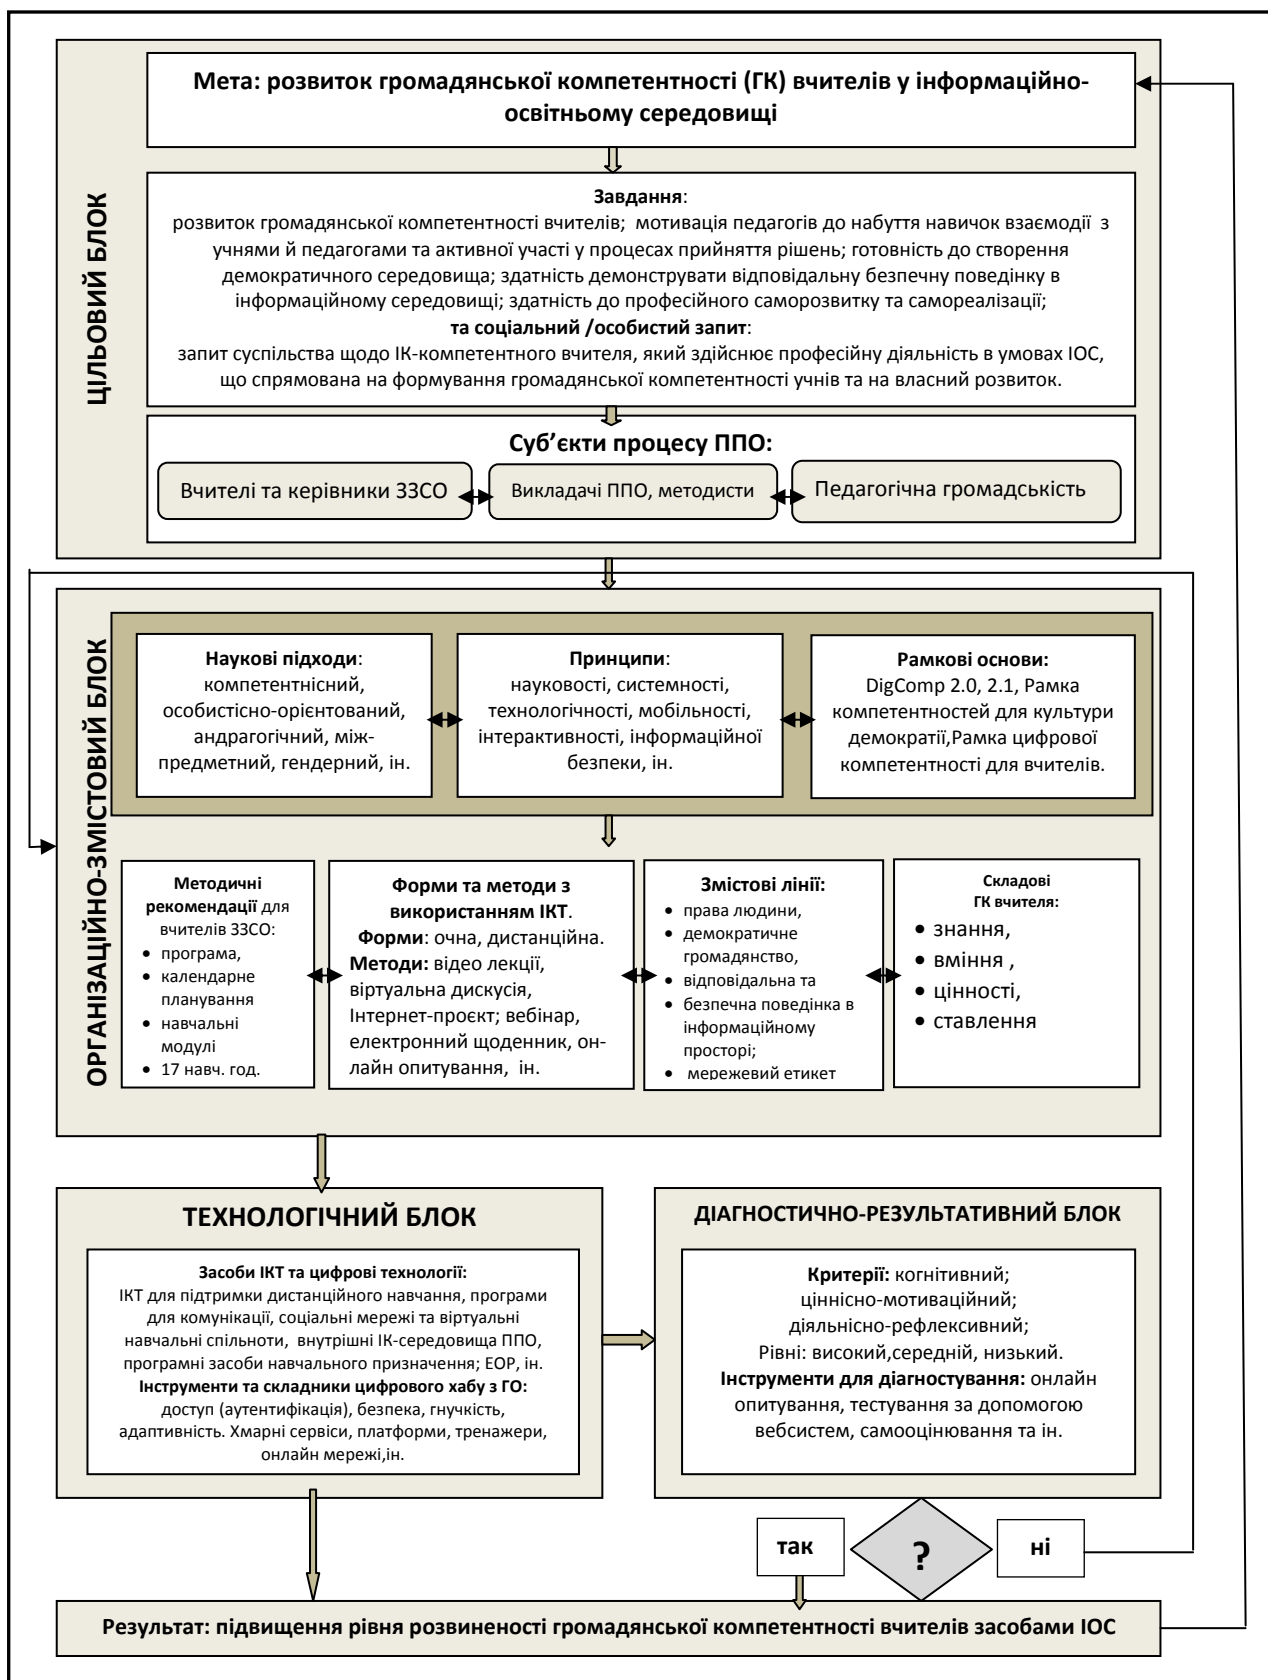 Мета: розвиток громадянської компетентності (ГК) вчителів у інформаційно-
освітньому середовищі
ЦІЛЬОВИЙ БЛОК
Завдання:
розвиток громадянської компетентності вчителів; мотивація педагогів до набуття навичок взаємодії з
учнями й педагогами та активної участі у процесах прийняття рішень; готовність до створення
демократичного середовища; здатність демонструвати відповідальну безпечну поведінку в
інформаційному середовищі; здатність до професійного саморозвитку та самореалізації;
та соціальний /особистий запит:
запит суспільства щодо ІК-компетентного вчителя, який здійснює професійну діяльність в умовах ІОС,
що спрямована на формування громадянської компетентності учнів та на власний розвиток.
Суб’єкти процесу ППО:
Вчителі та керівники ЗЗСО
Викладачі ППО, методисти
Педагогічна громадськість
ОРГАНІЗАЦІЙНО-ЗМІСТОВИЙ БЛОК
Наукові підходи:
компетентнісний,
особистісно-орієнтований,
андрагогічний, між-
предметний, гендерний, ін.
Принципи:
науковості, системності,
технологічності, мобільності,
інтерактивності, інформаційної
безпеки, ін.
Рамкові основи:
DigComp 2.0, 2.1, Рамка
компетентностей для культури
демократії,Рамка цифрової
компетентності для вчителів.
Методичні
рекомендації для
вчителів ЗЗСО:
• програма,
• календарне
планування
• навчальні
модулі
• 17 навч. год.
Форми та методи з
використанням ІКТ.
Форми: очна, дистанційна.
Методи: відео лекції,
віртуальна дискусія,
Інтернет-проєкт; вебінар,
електронний щоденник, он-
лайн опитування, ін.
Змістові лінії:
• права людини,
• демократичне
громадянство,
• відповідальна та
• безпечна поведінка в
інформаційному
просторі;
• мережевий етикет
Складові
ГК вчителя:
• знання,
• вміння ,
• цінності,
• ставлення
ТЕХНОЛОГІЧНИЙ БЛОК
Засоби ІКТ та цифрові технології:
ІКТ для підтримки дистанційного навчання, програми
для комунікації, соціальні мережі та віртуальні
навчальні спільноти, внутрішні ІК-середовища ППО,
програмні засоби навчального призначення; ЕОР, ін.
Інструменти та складники цифрового хабу з ГО:
доступ (аутентифікація), безпека, гнучкість,
адаптивність. Хмарні сервіси, платформи, тренажери,
онлайн мережі,ін.
ДІАГНОСТИЧНО-РЕЗУЛЬТАТИВНИЙ БЛОК
Критерії: когнітивний;
ціннісно-мотиваційний;
діяльнісно-рефлексивний;
Рівні: високий,середній, низький.
Інструменти для діагностування: онлайн
опитування, тестування за допомогою
вебсистем, самооцінювання та ін.
так
?
ні
Результат: підвищення рівня розвиненості громадянської компетентності вчителів засобами ІОС